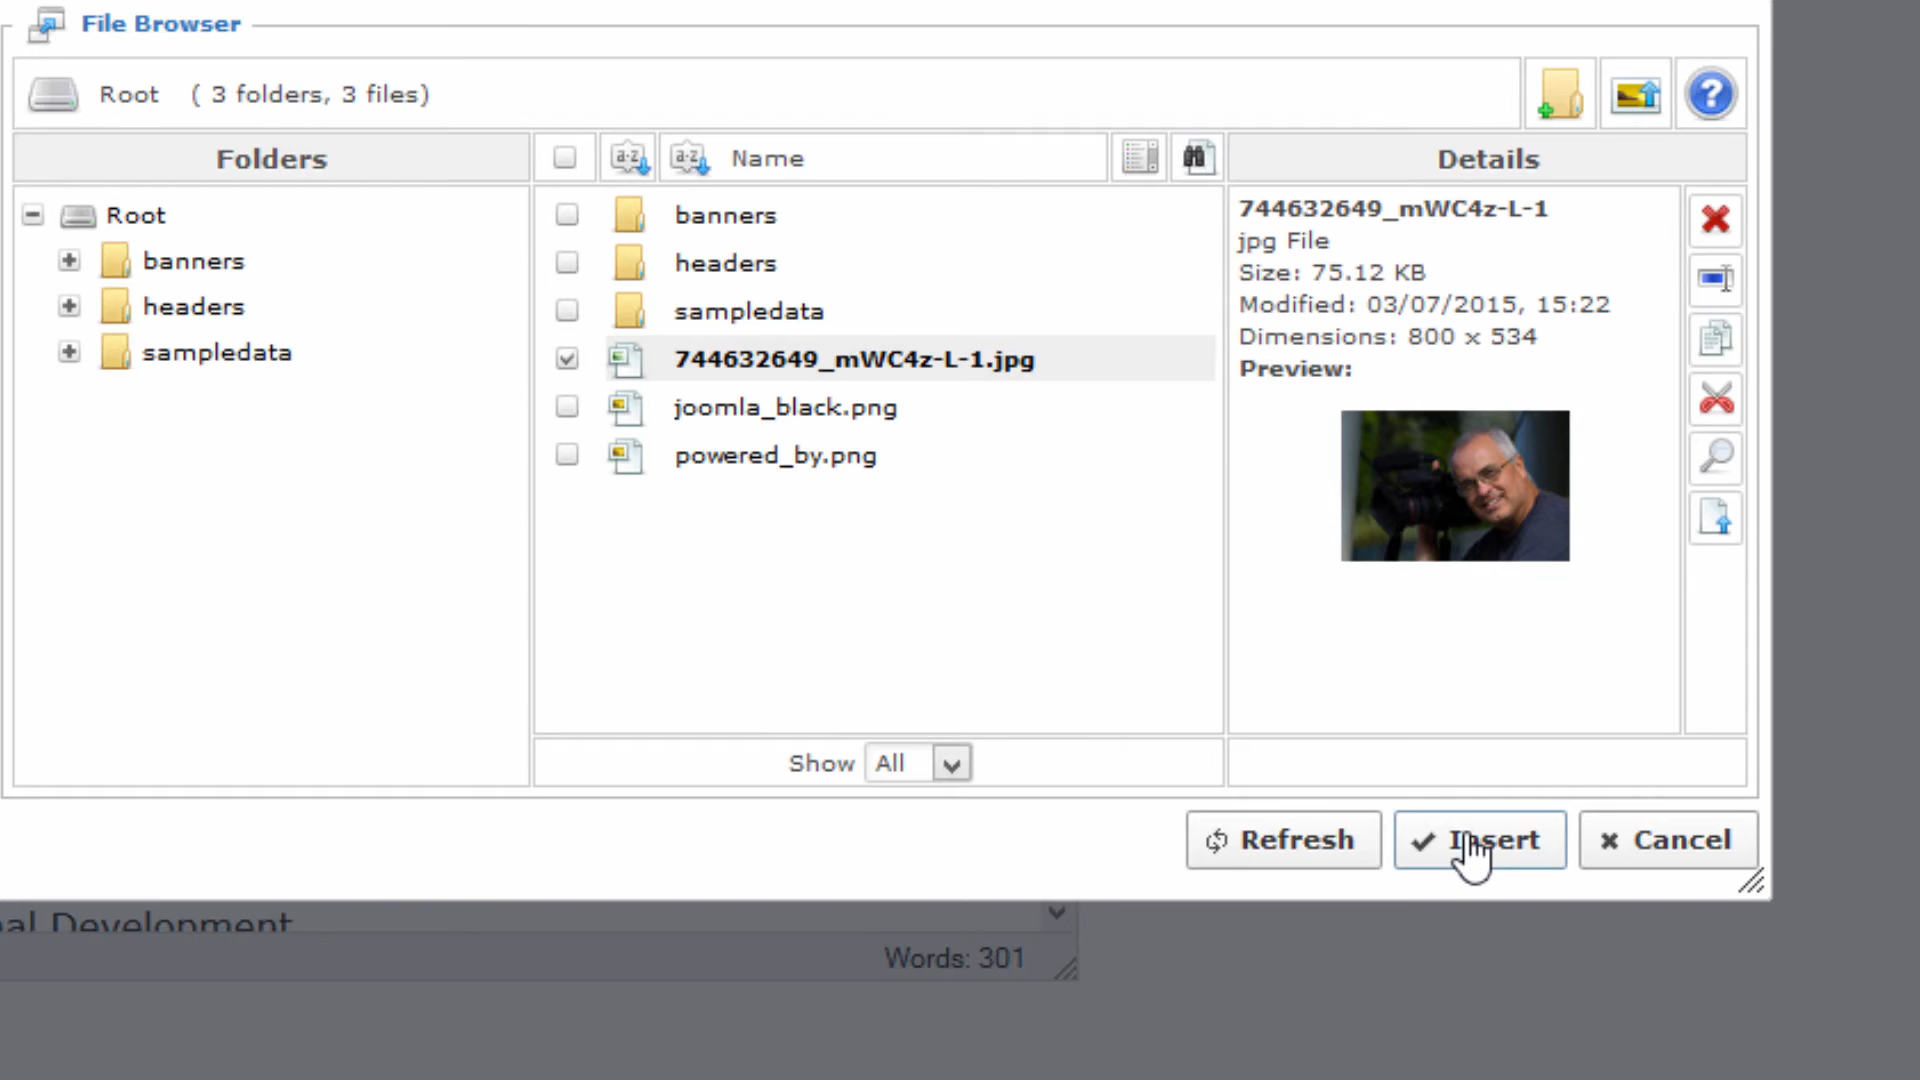 File Browser
Root ( 3 folders, 3 files)
Folders
Name
Details
Root
banners
headers
sampledata
banners
headers
sampledata
744632649_mWC4z-L-1.jpg
joomla_black.png
powered_by.png
744632649_mWC4z-L-1
jpg File
Size: 75.12 KB
Modified: 03/07/2015, 15:22
Dimensions: 800 x 534
Preview:
Show All
Refresh
Insert
Cancel
al Development
Words: 301